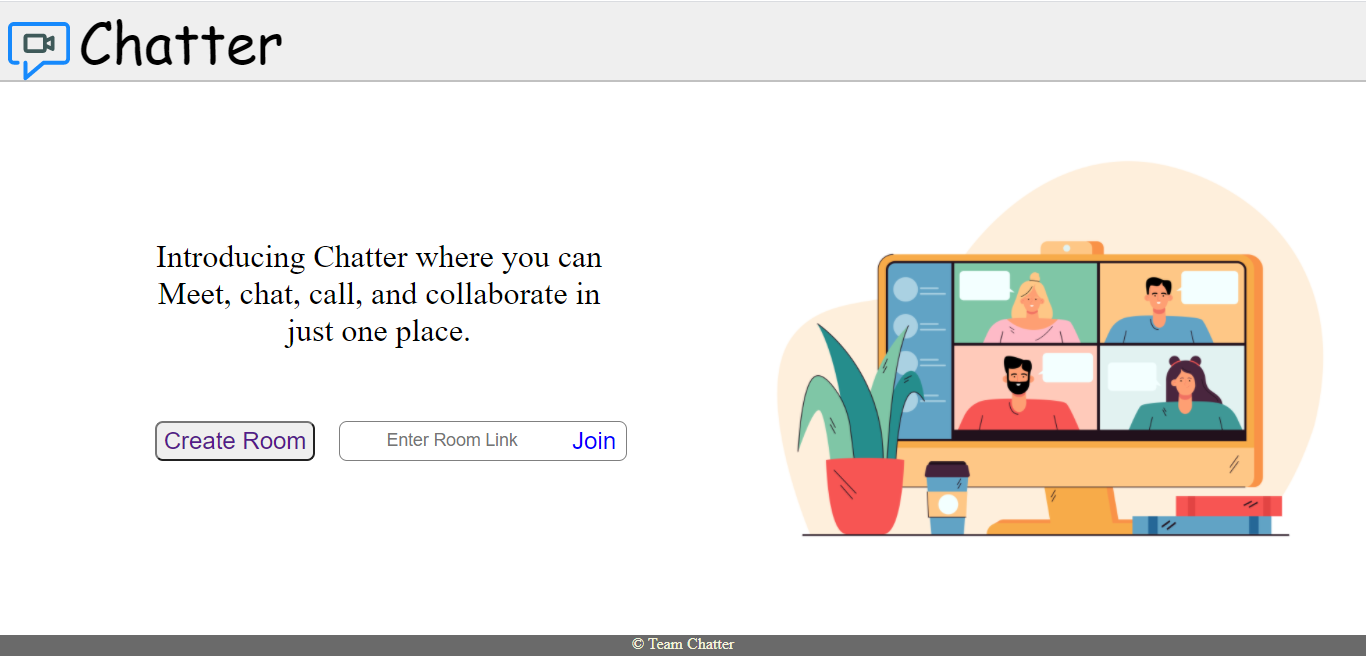 Chatter
Introducing Chatter where you can
Meet, chat, call, and collaborate in
just one place.
Create Room
Enter Room Link
Join
© Team Chatter